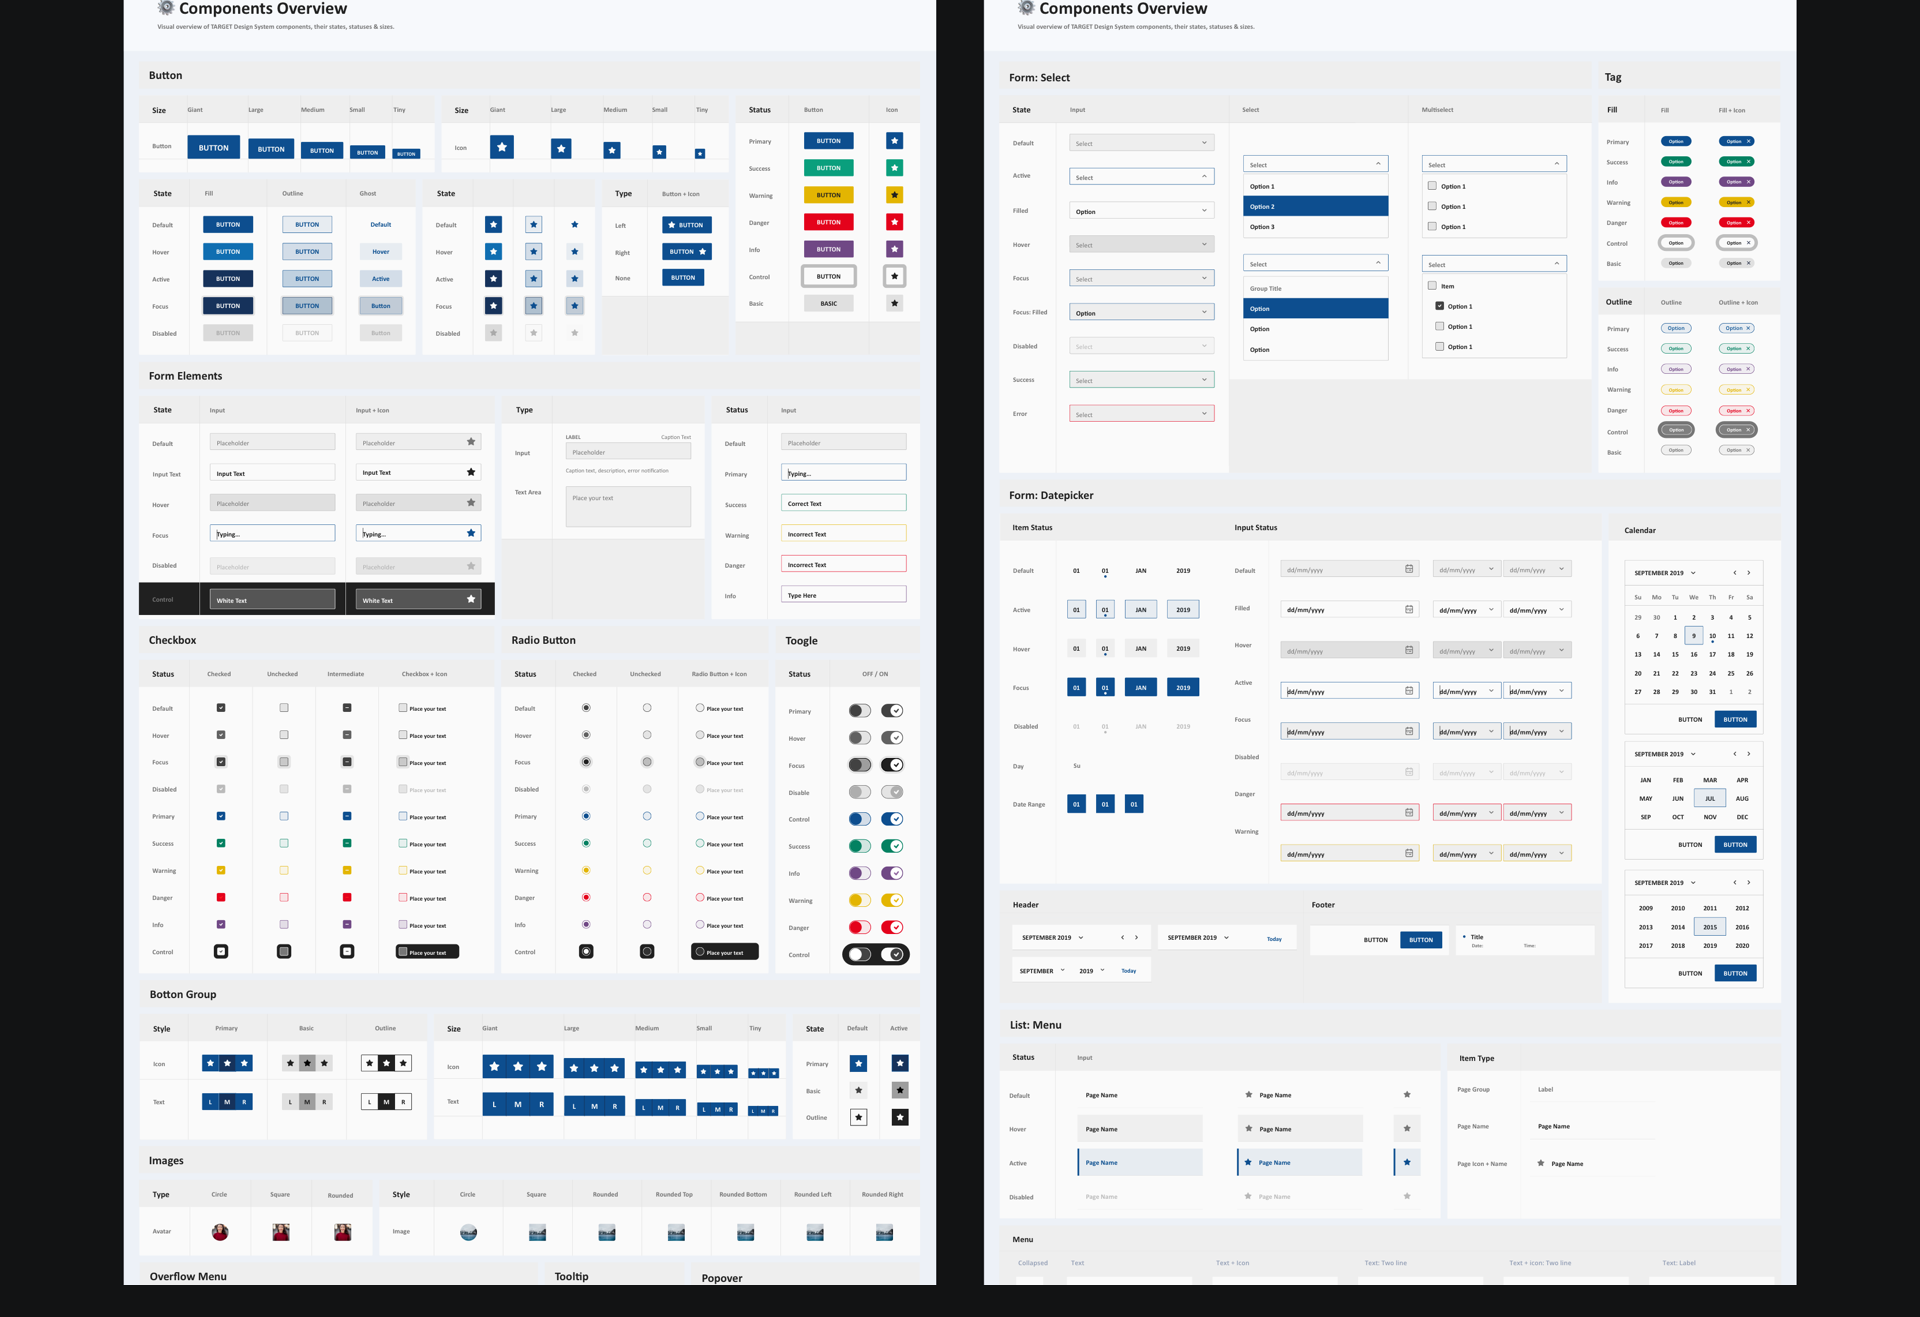 Components Overview
Visual overview of TARGET Design System components, their states, statuses & sizes.
Button
Size Giant Large Medium Small Tiny
Button BUTTON BUTTON BUTTON BUTTON BUTTON
Size Giant Large Medium Small Tiny
Icon
Status Button Icon
Primary BUTTON
Success BUTTON
Warning BUTTON
Danger BUTTON
Info BUTTON
Control BUTTON
Basic BASIC
State Fill Outline Ghost
Default BUTTON BUTTON Default
Hover BUTTON BUTTON Hover
Active BUTTON BUTTON Active
Focus BUTTON BUTTON Button
Disabled BUTTON BUTTON Button
State
Default
Hover
Active
Focus
Disabled
Type Button + Icon
Left BUTTON
Right BUTTON
None BUTTON
Form Elements
State Input Input + Icon
Default Placeholder Placeholder
Input Text Input Text Input Text
Hover Placeholder Placeholder
Focus Typing... Typing...
Disabled Placeholder Placeholder
Control White Text White Text
Type
LABEL Caption Text
Input Placeholder
Caption text, description, error notification
Text Area Place your text
Status Input
Default Placeholder
Primary Typing...
Success Correct Text
Warning Incorrect Text
Danger Incorrect Text
Info Type Here
Checkbox
Status Checked Unchecked Intermediate Checkbox + Icon
Default Place your text
Hover Place your text
Focus Place your text
Disabled Place your text
Primary Place your text
Success Place your text
Warning Place your text
Danger Place your text
Info Place your text
Control Place your text
Radio Button
Status Checked Unchecked Radio Button + Icon
Default Place your text
Hover Place your text
Focus Place your text
Disabled Place your text
Primary Place your text
Success Place your text
Warning Place your text
Danger Place your text
Info Place your text
Control Place your text
Toogle
Status OFF / ON
Primary
Hover
Focus
Disable
Control
Success
Info
Warning
Danger
Control
Botton Group
Style Primary Basic Outline
Icon
Text L M R L M R L M R
Size Giant Large Medium Small Tiny
Icon
Text L M R L M R L M R L M R L M R
State Default Active
Primary
Basic
Outline
Images
Type Circle Square Rounded
Avatar
Style Circle Square Rounded Rounded Top Rounded Bottom Rounded Left Rounded Right
Image
Overflow Menu Tooltip Popover
Components Overview
Visual overview of TARGET Design System components, their states, statuses & sizes.
Form: Select
State Input Select Multiselect
Default Select
Active Select
Filled Option
Hover Select
Focus Select
Focus: Filled Option
Disabled Select
Success Select
Error Select
Select
Option 1
Option 2
Option 3
Select
Group Title
Option
Option
Option
Select
Option 1
Option 1
Option 1
Select
Item
Option 1
Option 1
Option 1
Tag
Fill Fill Fill + Icon
Primary Option Option
Success Option Option
Info Option Option
Warning Option Option
Danger Option Option
Control Option Option
Basic Option Option
Outline Outline Outline + Icon
Primary Option Option
Success Option Option
Info Option Option
Warning Option Option
Danger Option Option
Control Option Option
Basic Option Option
Form: Datepicker
Item Status
Default 01 01 JAN 2019
Active 01 01 JAN 2019
Hover 01 01 JAN 2019
Focus 01 01 JAN 2019
Disabled 01 01 JAN 2019
Day Su
Date Range 01 01 01
Input Status
Default dd/mm/yyyy dd/mm/yyyy dd/mm/yyyy
Filled dd/mm/yyyy dd/mm/yyyy dd/mm/yyyy
Hover dd/mm/yyyy dd/mm/yyyy dd/mm/yyyy
Active dd/mm/yyyy dd/mm/yyyy dd/mm/yyyy
Focus dd/mm/yyyy dd/mm/yyyy dd/mm/yyyy
Disabled dd/mm/yyyy dd/mm/yyyy dd/mm/yyyy
Danger dd/mm/yyyy dd/mm/yyyy dd/mm/yyyy
Warning dd/mm/yyyy dd/mm/yyyy dd/mm/yyyy
Calendar
SEPTEMBER 2019
Su Mo Tu We Th Fr Sa
29 30 1 2 3 4 5
6 7 8 9 10 11 12
13 14 15 16 17 18 19
20 21 22 23 24 25 26
27 28 29 30 31 1 2
BUTTON BUTTON
SEPTEMBER 2019
JAN FEB MAR APR
MAY JUN JUL AUG
SEP OCT NOV DEC
BUTTON BUTTON
SEPTEMBER 2019
2009 2010 2011 2012
2013 2014 2015 2016
2017 2018 2019 2020
BUTTON BUTTON
Header
SEPTEMBER 2019
SEPTEMBER 2019 Today
SEPTEMBER 2019 Today
Footer
BUTTON BUTTON
Title
Date: Time:
List: Menu
Status Input
Default Page Name Page Name
Hover Page Name Page Name
Active Page Name Page Name
Disabled Page Name Page Name
Item Type
Page Group Label
Page Name Page Name
Page Icon + Name Page Name
Menu
Collapsed Text Text + Icon Text: Two line Text + icon: Two line Text: Label